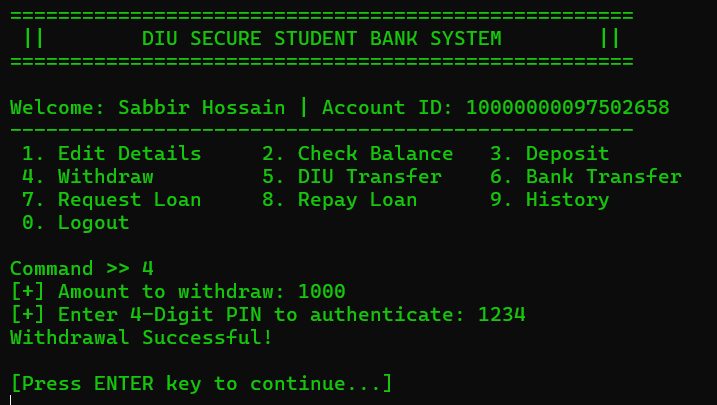 ====================================================
||        DIU SECURE STUDENT BANK SYSTEM        ||
====================================================
Welcome: Sabbir Hossain | Account ID: 10000000097502658
----------------------------------------------------
1. Edit Details     2. Check Balance   3. Deposit
4. Withdraw         5. DIU Transfer    6. Bank Transfer
7. Request Loan     8. Repay Loan      9. History
0. Logout
Command >> 4
[+] Amount to withdraw: 1000
[+] Enter 4-Digit PIN to authenticate: 1234
Withdrawal Successful!
[Press ENTER key to continue...]